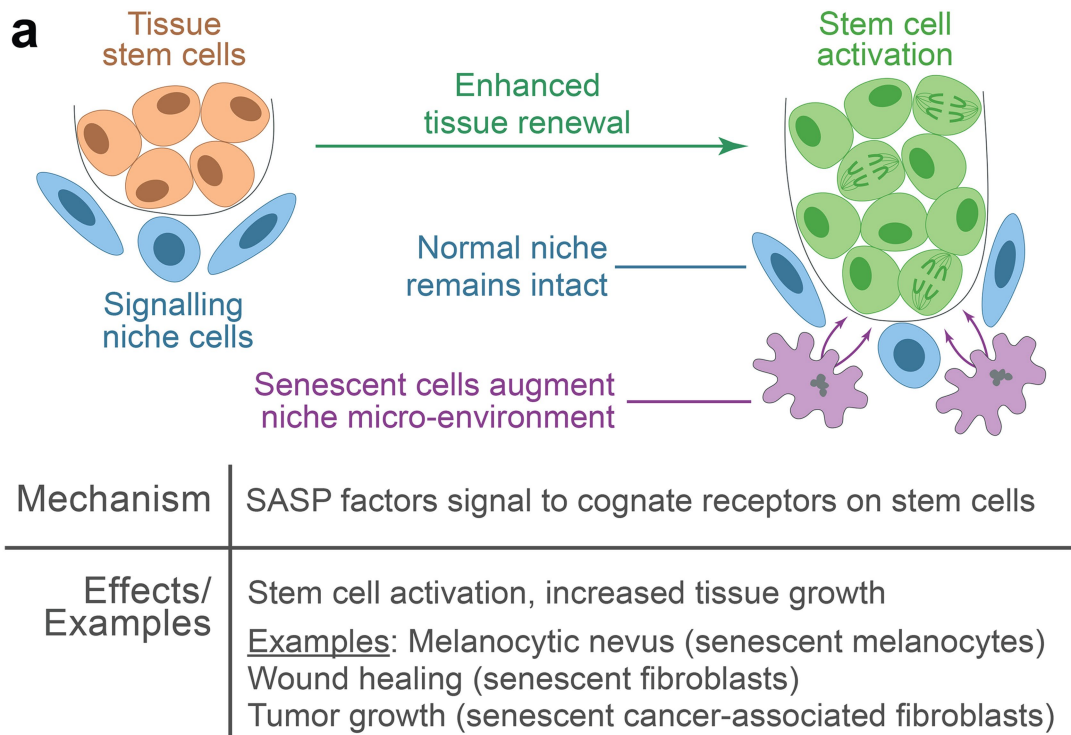 a
Tissue
stem cells
Stem cell
activation
Enhanced
tissue renewal
Normal niche
remains intact
Signalling
niche cells
Senescent cells augment
niche micro-environment
Mechanism
SASP factors signal to cognate receptors on stem cells
Effects/
Examples
Stem cell activation, increased tissue growth
Examples: Melanocytic nevus (senescent melanocytes)
Wound healing (senescent fibroblasts)
Tumor growth (senescent cancer-associated fibroblasts)